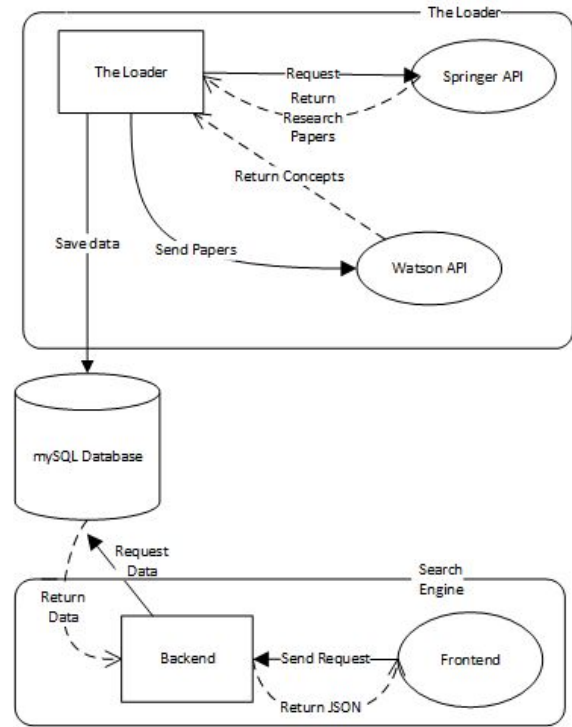 The Loader
The Loader
Request
Springer API
Return
Research
Papers
Return Concepts
Save data
Send Papers
Watson API
mySQL Database
Request
Data
Search
Engine
Return
Data
Backend
Send Request
Frontend
Return JSON